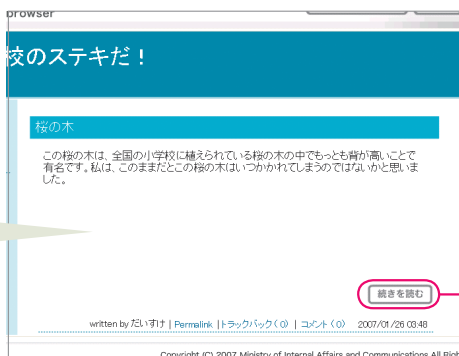 browser
校のステキだ！
桜の木
この桜の木は、全国の小学校に植えられている桜の木の中でもっとも背が高いことで
有名です。私は、このままだとこの桜の木はいつかかれてしまうのではないかと思いま
した。
続きを読む
written by だいすけ | Permalink |トラックバック(0) | コメント(0) 2007/01/26 03:48
Copyright (C) 2007 Ministry of Internal Affairs and Communications All